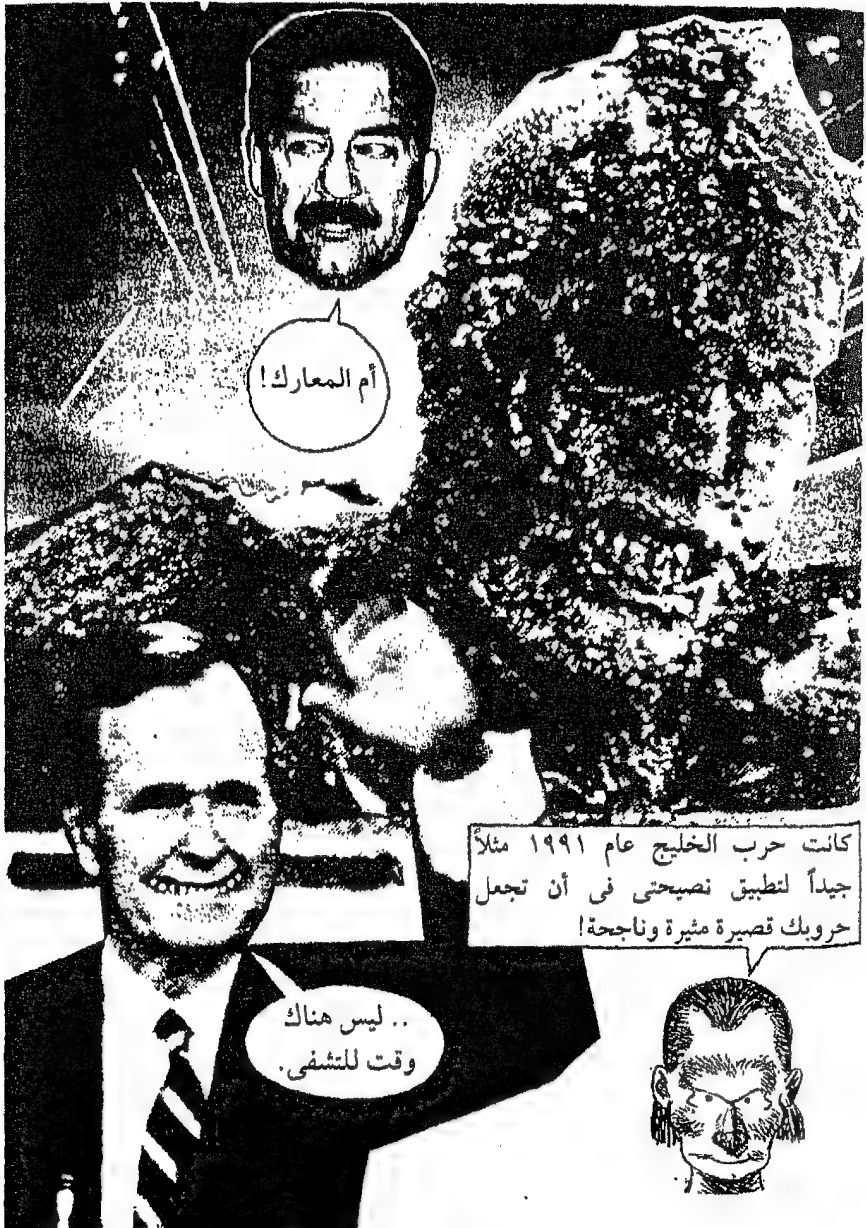 أم المعارك!
كانت حرب الخليج عام ١٩٩١ مثلاً
جيداً لتطبيق نصيحتى فى أن تجعل
حروبك قصيرة مثيرة وناجحة!
.. ليس هناك
وقت للتشفى.